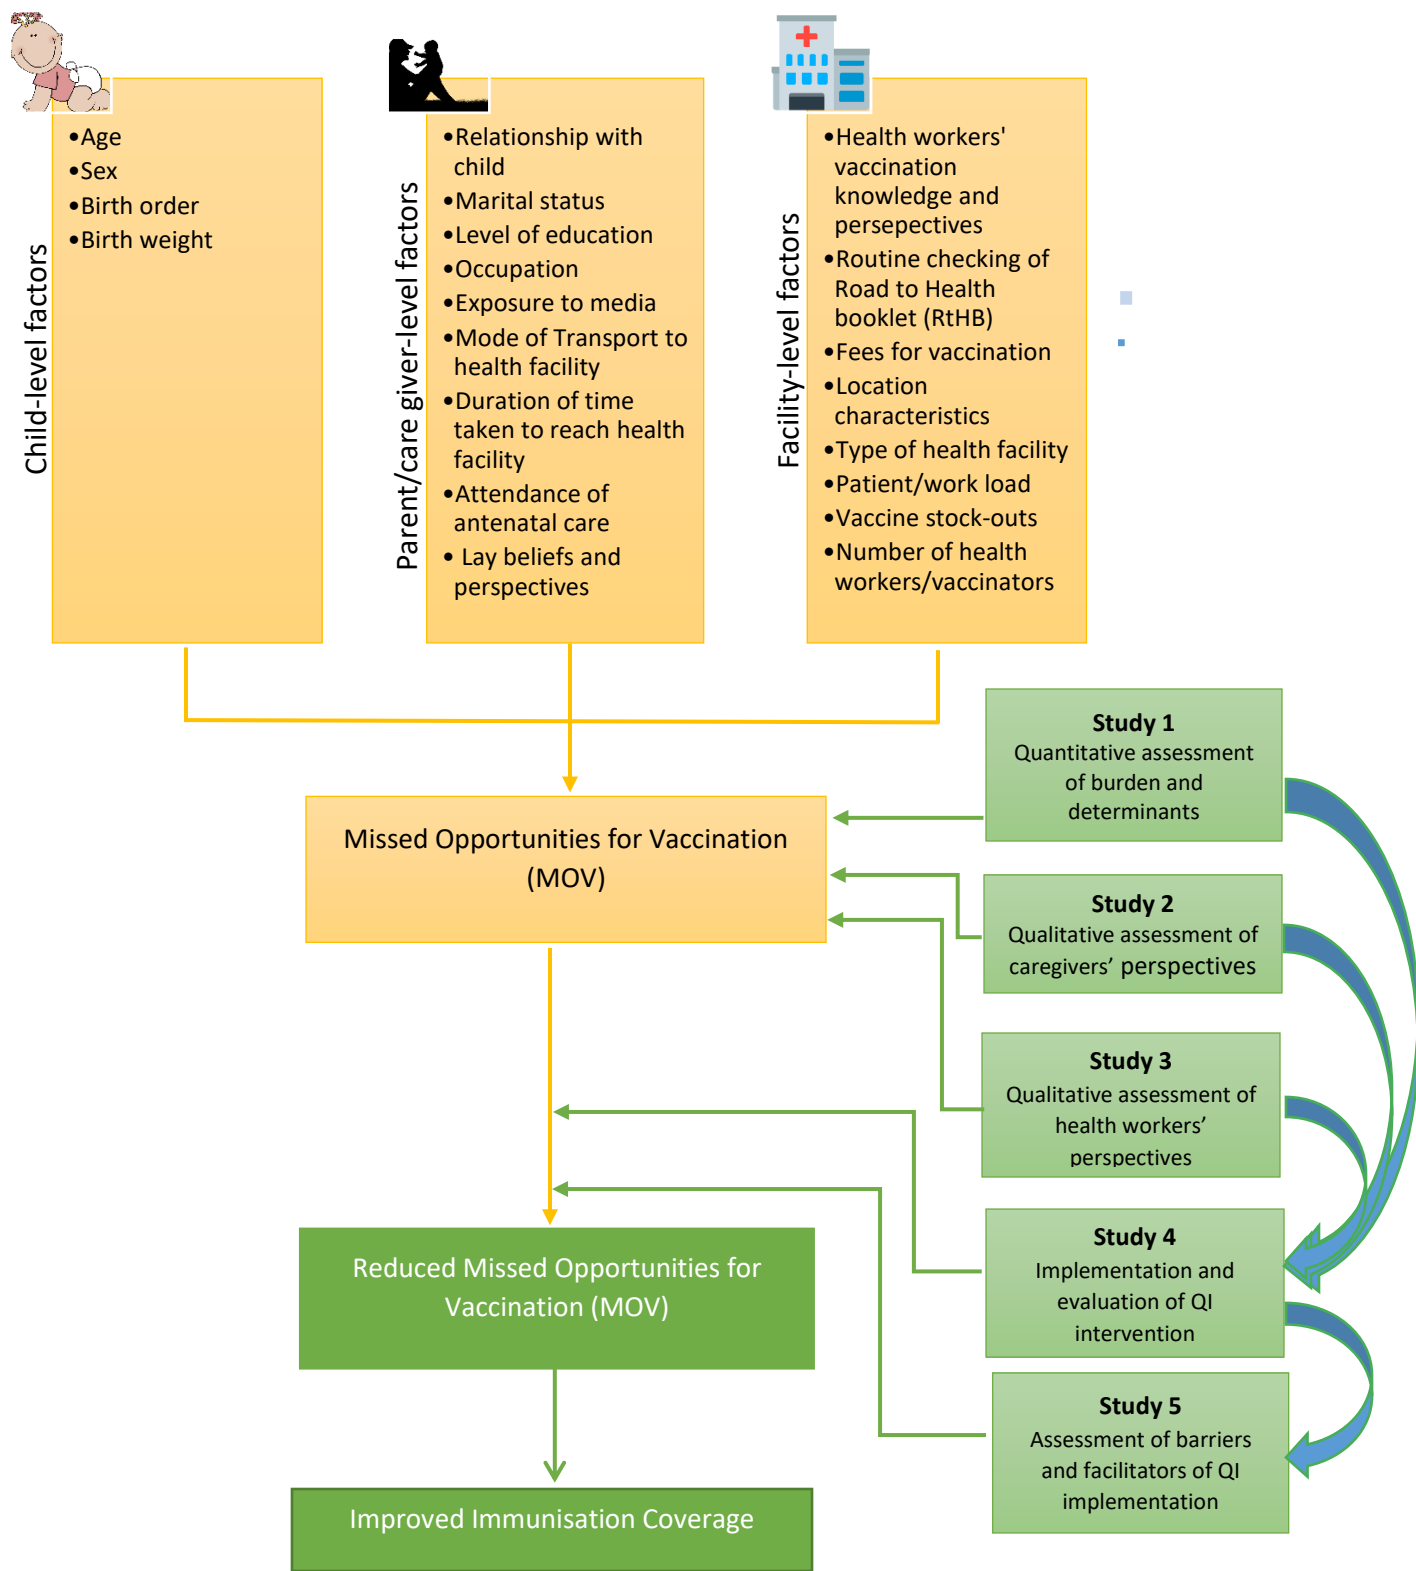 Child-level factors
•Age
•Sex
•Birth order
•Birth weight
Parent/care giver-level factors
•Relationship with
child
•Marital status
•Level of education
•Occupation
•Exposure to media
•Mode of Transport to
health facility
•Duration of time
taken to reach health
facility
•Attendance of
antenatal care
• Lay beliefs and
perspectives
Facility-level factors
•Health workers'
vaccination
knowledge and
persepectives
•Routine checking of
Road to Health
booklet (RtHB)
•Fees for vaccination
•Location
characteristics
•Type of health facility
•Patient/work load
•Vaccine stock-outs
•Number of health
workers/vaccinators
Missed Opportunities for Vaccination
(MOV)
Reduced Missed Opportunities for
Vaccination (MOV)
Improved Immunisation Coverage
Study 1
Quantitative assessment
of burden and
determinants
Study 2
Qualitative assessment of
caregivers’ perspectives
Study 3
Qualitative assessment of
health workers’
perspectives
Study 4
Implementation and
evaluation of QI
intervention
Study 5
Assessment of barriers
and facilitators of QI
implementation